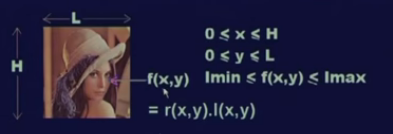 L
H
0 ≤ x ≤ H
0 ≤ y ≤ L
f(x,y) Imin ≤ f(x,y) ≤ Imax
= r(x,y).I(x,y)